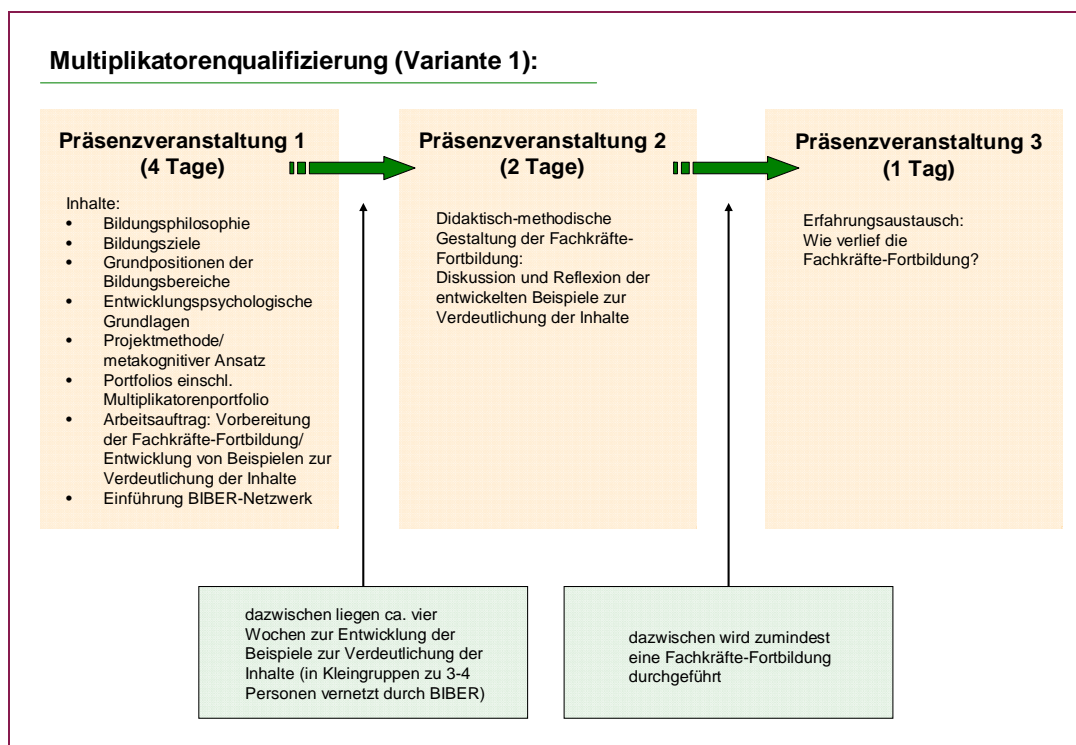 Multiplikatorenqualifizierung (Variante 1):
Präsenzveranstaltung 1
(4 Tage)
Inhalte:
• Bildungsphilosophie
• Bildungsziele
• Grundpositionen der
Bildungsbereiche
• Entwicklungspsychologische
Grundlagen
• Projektmethode/
metakognitiver Ansatz
• Portfolios einschl.
Multiplikatorenportfolio
• Arbeitsauftrag: Vorbereitung
der Fachkräfte-Fortbildung/
Entwicklung von Beispielen zur
Verdeutlichung der Inhalte
• Einführung BIBER-Netzwerk
Präsenzveranstaltung 2
(2 Tage)
Didaktisch-methodische
Gestaltung der Fachkräfte-
Fortbildung:
Diskussion und Reflexion der
entwickelten Beispiele zur
Verdeutlichung der Inhalte
Präsenzveranstaltung 3
(1 Tag)
Erfahrungsaustausch:
Wie verlief die
Fachkräfte-Fortbildung?
dazwischen liegen ca. vier
Wochen zur Entwicklung der
Beispiele zur Verdeutlichung der
Inhalte (in Kleingruppen zu 3-4
Personen vernetzt durch BIBER)
dazwischen wird zumindest
eine Fachkräfte-Fortbildung
durchgeführt